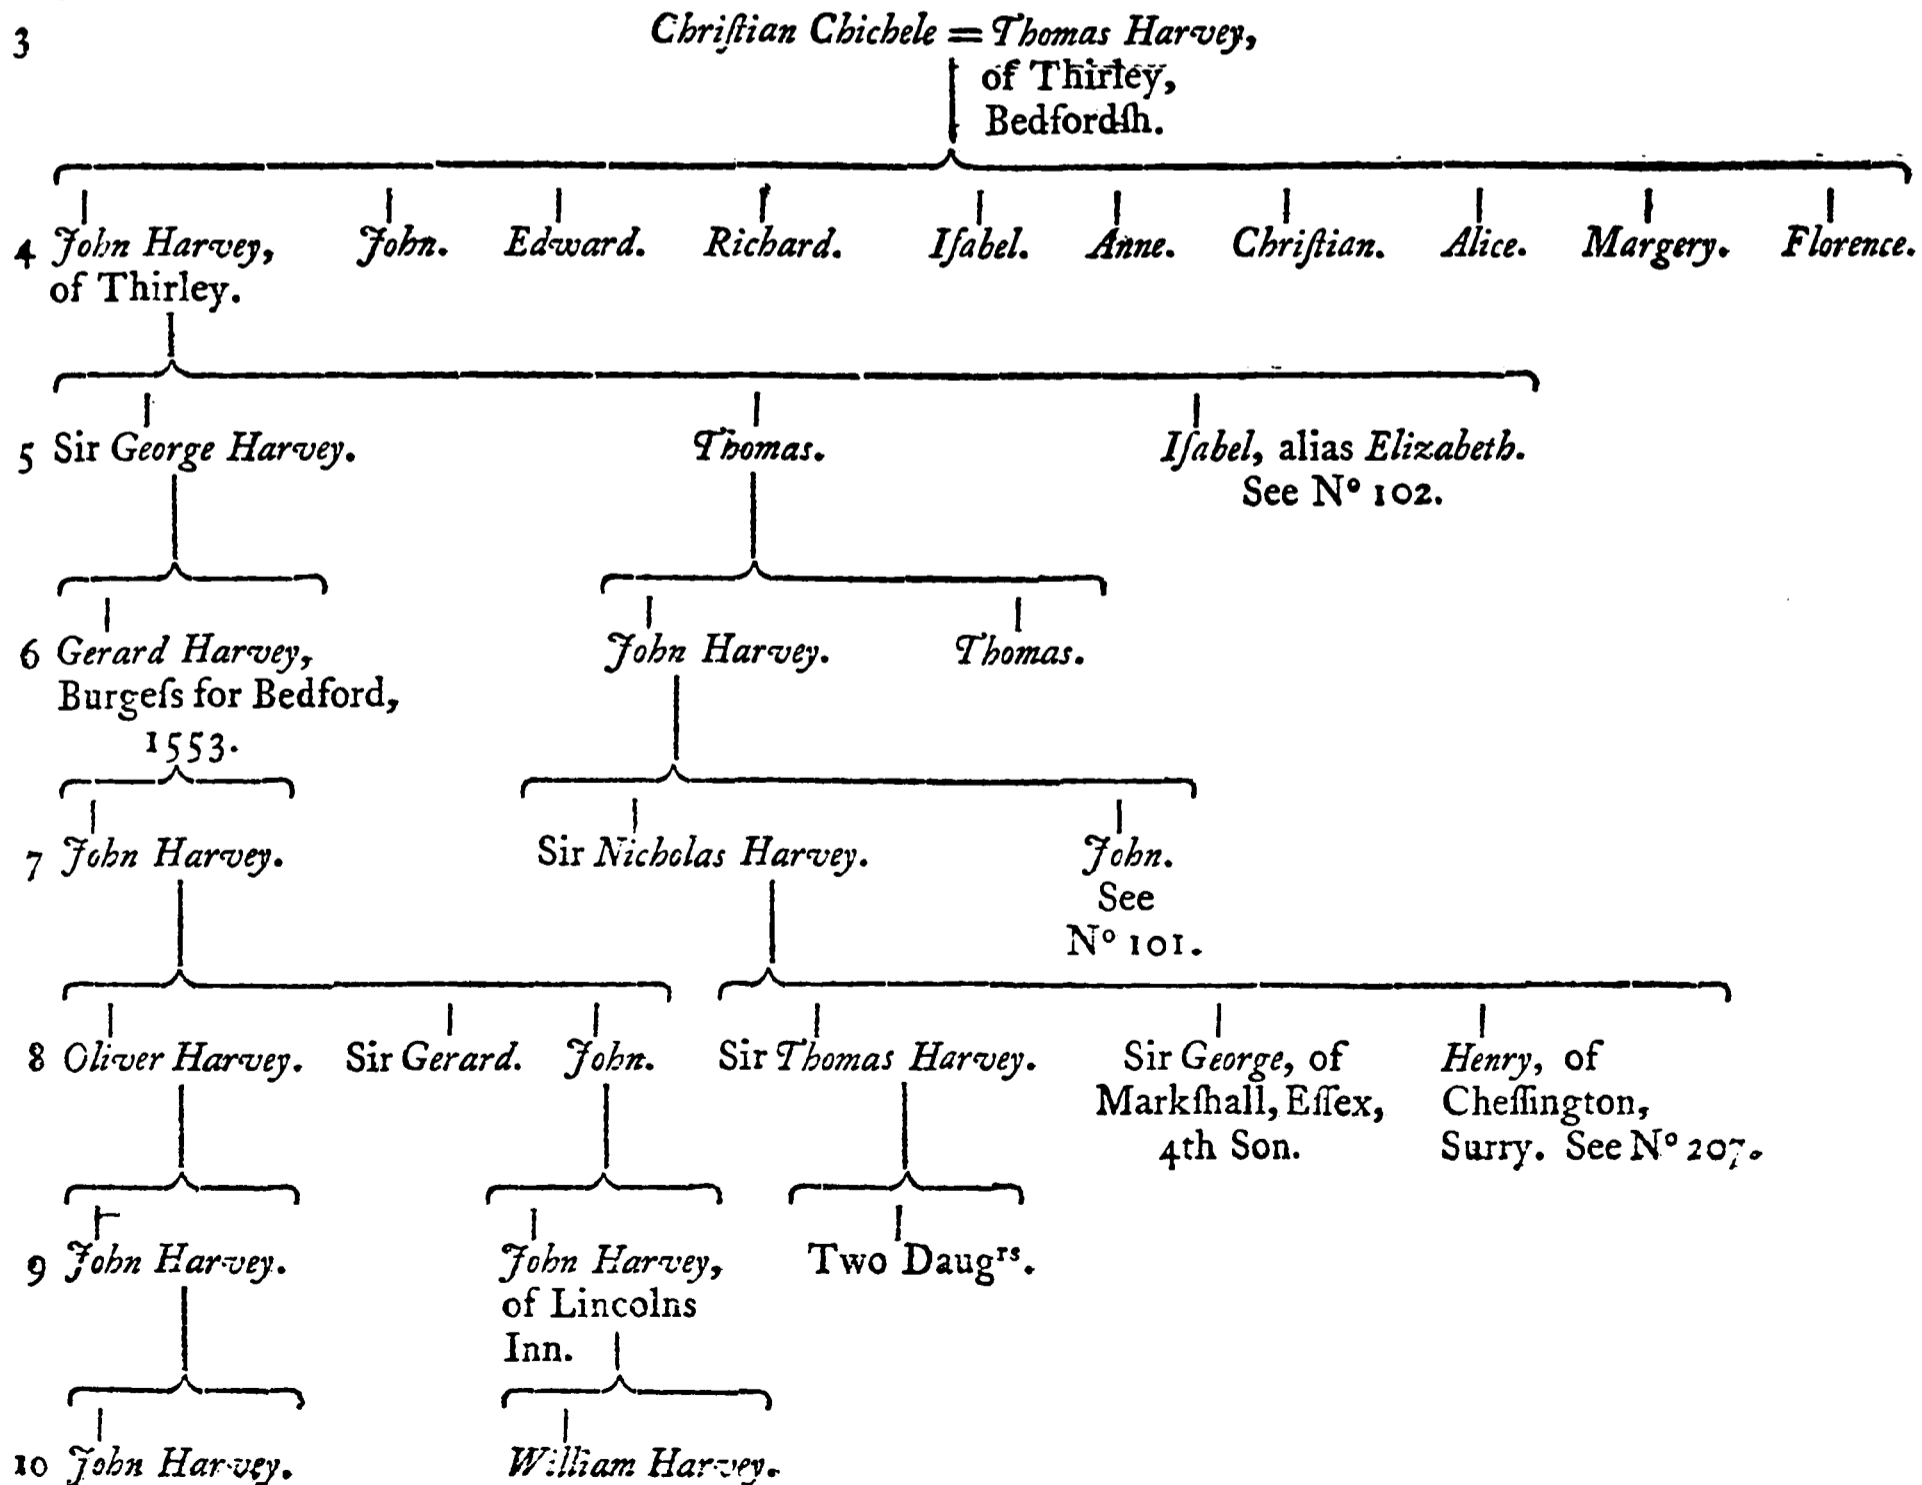 3 Chriſtian Chichele = Thomas Harvey,
of Thirley,
Bedfordſh.
4 John Harvey, John. Edward. Richard. Iſabel. Anne. Chriſtian. Alice. Margery. Florence.
of Thirley.
5 Sir George Harvey. Thomas. Iſabel, alias Elizabeth.
See Nº 102.
6 Gerard Harvey, John Harvey. Thomas.
Burgeſs for Bedford,
1553.
7 John Harvey. Sir Nicholas Harvey. John.
See
Nº 101.
8 Oliver Harvey. Sir Gerard. John. Sir Thomas Harvey. Sir George, of Henry, of
Markſhall, Eſſex, Cheſſington,
4th Son. Surry. See Nº 207.
9 John Harvey. John Harvey, Two Daugʳˢ.
of Lincolns
Inn.
10 John Harvey. William Harvey.